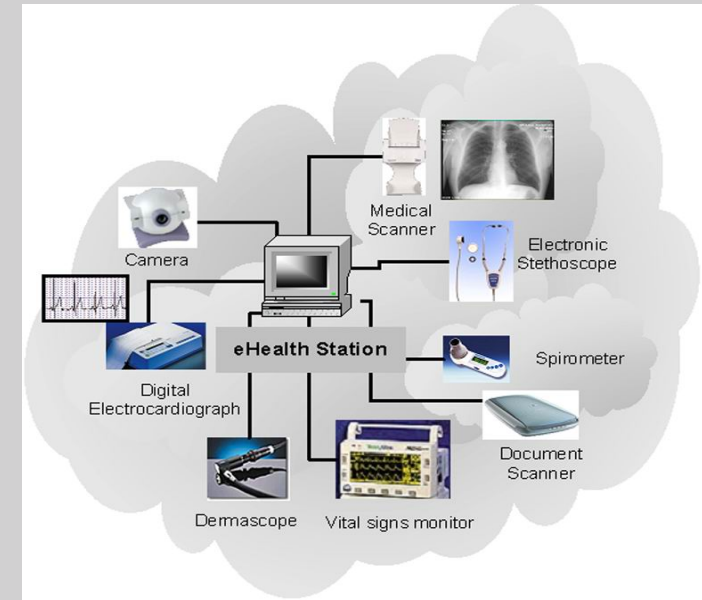 Medical
Scanner
Camera
Electronic
Stethoscope
eHealth Station
Spirometer
Digital
Electrocardiograph
Document
Scanner
Dermascope
Vital signs monitor